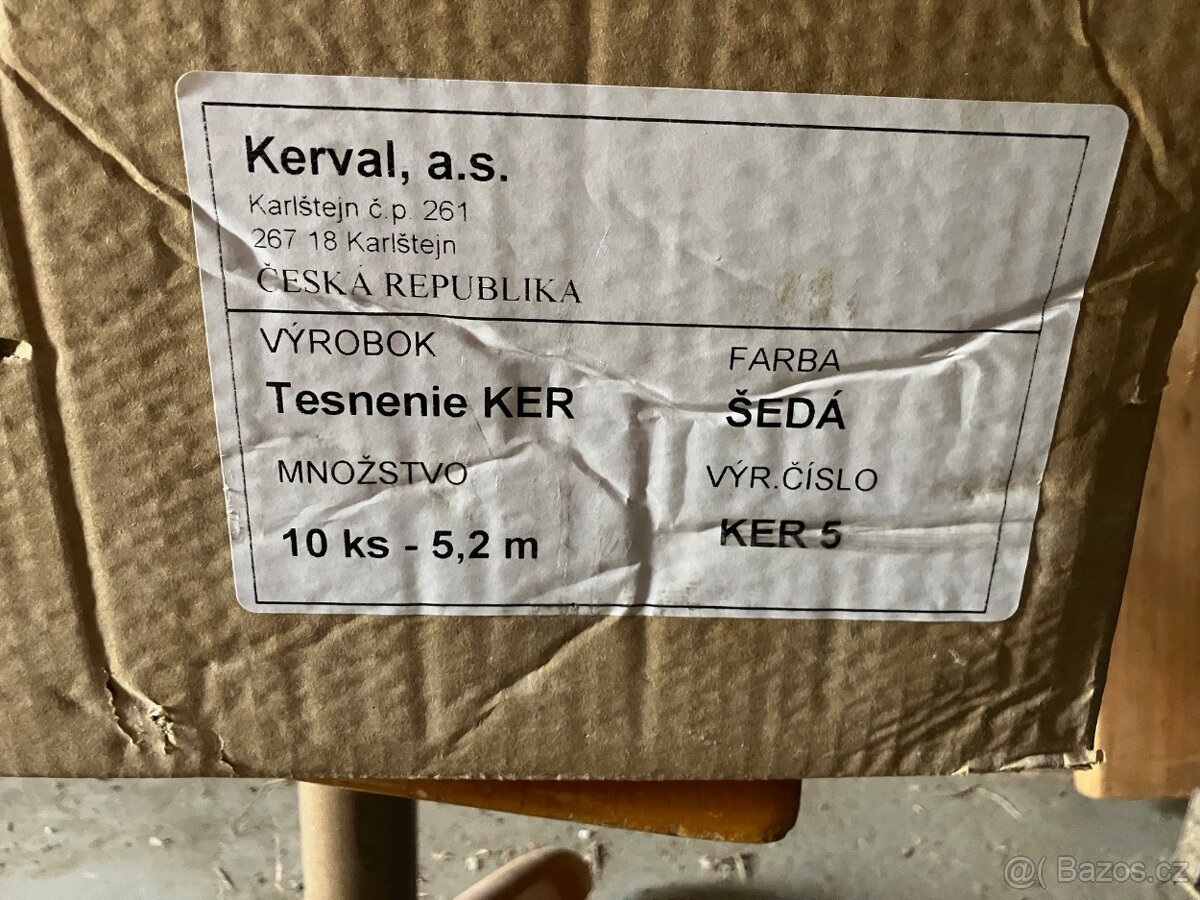 Kerval, a.s.
Karlštejn č.p. 261
267 18 Karlštejn
ČESKÁ REPUBLIKA
VÝROBOK
FARBA
Tesnenie KER
ŠEDÁ
MNOŽSTVO
VÝR.ČÍSLO
10 ks - 5,2 m
KER 5
@( Bazos.cz